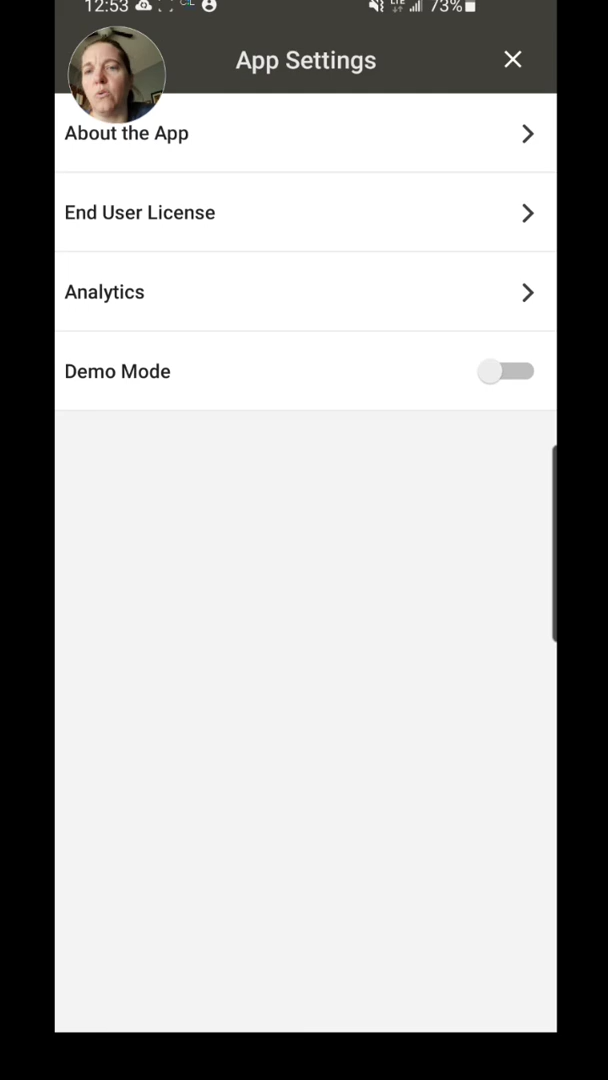 12:53 73%
App Settings
About the App
End User License
Analytics
Demo Mode